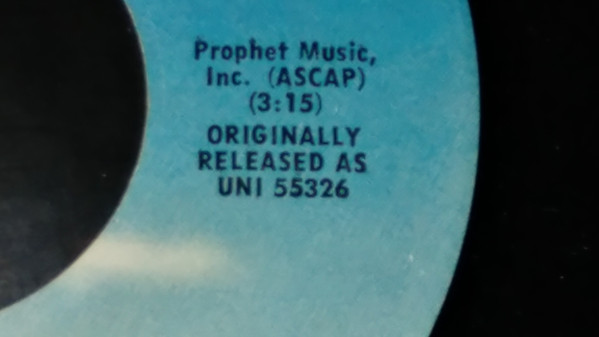 Prophet Music,
Inc. (ASCAP)
(3:15)
ORIGINALLY
RELEASED AS
UNI 55326